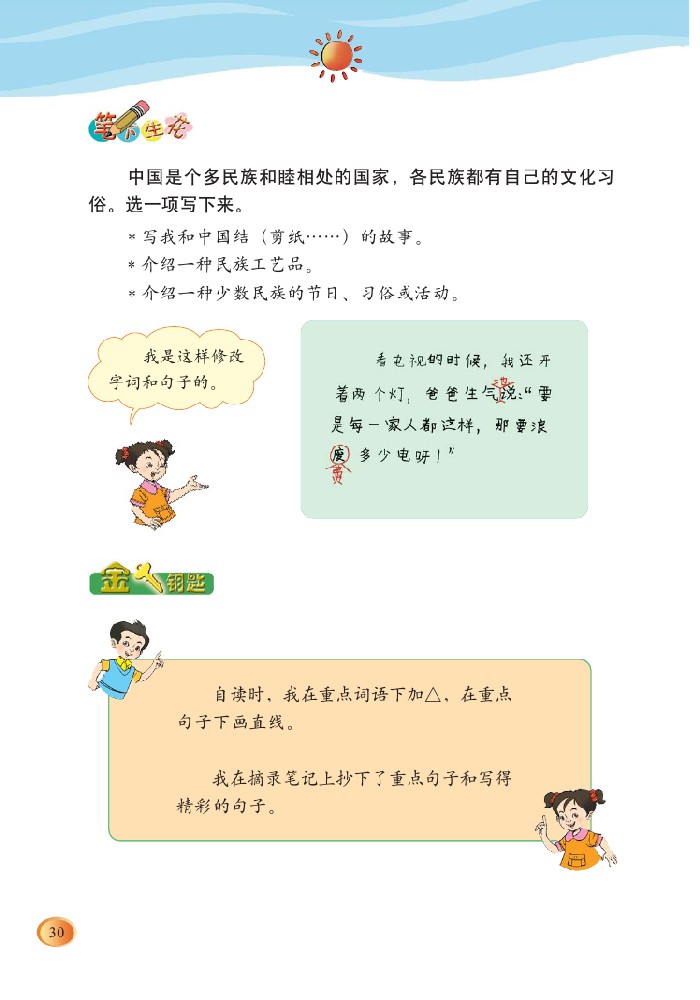 笔下生花
中国是个多民族和睦相处的国家，各民族都有自己的文化习
俗。选一项写下来。
* 写我和中国结（剪纸……）的故事。
* 介绍一种民族工艺品。
* 介绍一种少数民族的节日、习俗或活动。
我是这样修改
字词和句子的。
看电视的时候，我还开
着两个灯，爸爸生气说：“要
是每一家人都这样，那要浪
废多少电呀！”
地
费
金钥匙
自读时，我在重点词语下加△，在重点
句子下画直线。
我在摘录笔记上抄下了重点句子和写得
精彩的句子。
30